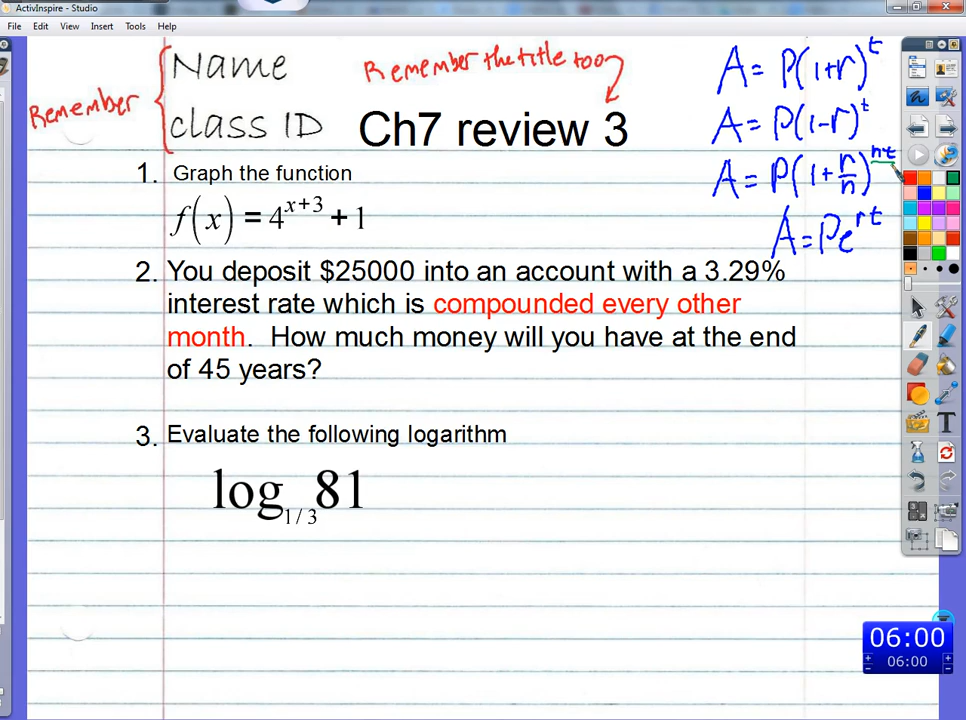 ActivInspire - Studio
File Edit View Insert Tools Help
Name
class ID
Remember
Remember the title too
Ch7 review 3
A = P(1+r)^t
A = P(1-r)^t
A = P(1+r/n)^nt
A = Pe^rt
1. Graph the function
f(x) = 4^x+3 + 1
2. You deposit $25000 into an account with a 3.29%
interest rate which is compounded every other
month. How much money will you have at the end
of 45 years?
3. Evaluate the following logarithm
log_1/3 81
06:00
06:00